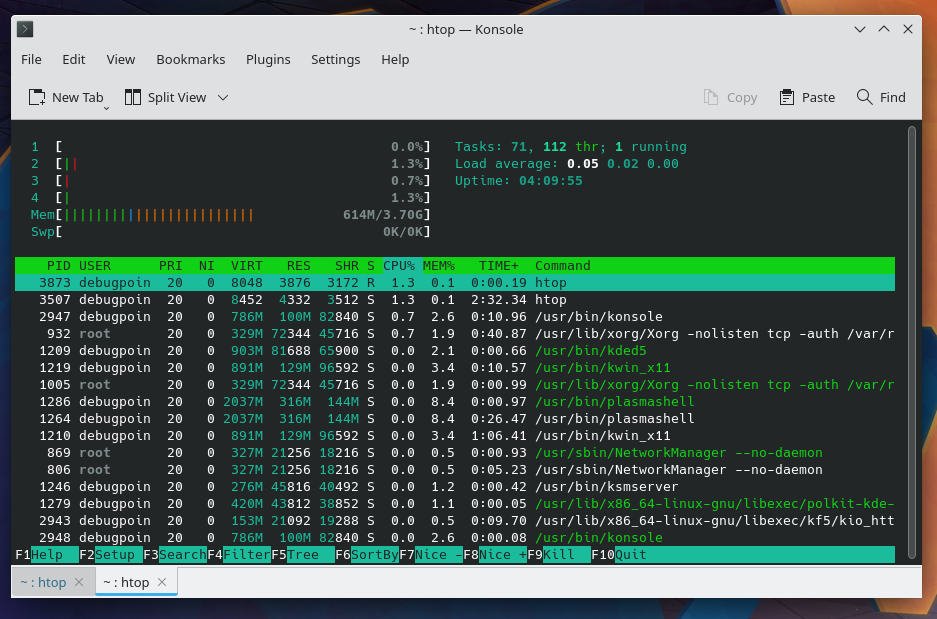 ~ : htop — Konsole
File Edit View Bookmarks Plugins Settings Help
New Tab Split View Copy Paste Find
1 [ 0.0%] Tasks: 71, 112 thr; 1 running
2 [|| 1.3%] Load average: 0.05 0.02 0.00
3 [| 0.7%] Uptime: 04:09:55
4 [| 1.3%]
Mem[|||||||||||||||||||||||| 614M/3.70G]
Swp[ 0K/0K]
PID USER PRI NI VIRT RES SHR S CPU% MEM% TIME+ Command
3873 debugpoin 20 0 8048 3876 3172 R 1.3 0.1 0:00.19 htop
3507 debugpoin 20 0 8452 4332 3512 S 1.3 0.1 2:32.34 htop
2947 debugpoin 20 0 786M 100M 82840 S 0.7 2.6 0:10.96 /usr/bin/konsole
932 root 20 0 329M 72344 45716 S 0.7 1.9 0:40.87 /usr/lib/xorg/Xorg -nolisten tcp -auth /var/r
1209 debugpoin 20 0 903M 81688 65900 S 0.0 2.1 0:00.66 /usr/bin/kded5
1219 debugpoin 20 0 891M 129M 96592 S 0.0 3.4 0:10.57 /usr/bin/kwin_x11
1005 root 20 0 329M 72344 45716 S 0.0 1.9 0:00.99 /usr/lib/xorg/Xorg -nolisten tcp -auth /var/r
1286 debugpoin 20 0 2037M 316M 144M S 0.0 8.4 0:00.97 /usr/bin/plasmashell
1264 debugpoin 20 0 2037M 316M 144M S 0.0 8.4 0:26.47 /usr/bin/plasmashell
1210 debugpoin 20 0 891M 129M 96592 S 0.0 3.4 1:06.41 /usr/bin/kwin_x11
869 root 20 0 327M 21256 18216 S 0.0 0.5 0:00.93 /usr/sbin/NetworkManager --no-daemon
806 root 20 0 327M 21256 18216 S 0.0 0.5 0:05.23 /usr/sbin/NetworkManager --no-daemon
1246 debugpoin 20 0 276M 45816 40492 S 0.0 1.2 0:00.42 /usr/bin/ksmserver
1279 debugpoin 20 0 420M 43812 38852 S 0.0 1.1 0:00.05 /usr/lib/x86_64-linux-gnu/libexec/polkit-kde-
2943 debugpoin 20 0 153M 21092 19288 S 0.0 0.5 0:09.70 /usr/lib/x86_64-linux-gnu/libexec/kf5/kio_htt
2948 debugpoin 20 0 786M 100M 82840 S 0.0 2.6 0:00.08 /usr/bin/konsole
F1Help F2Setup F3SearchF4FilterF5Tree F6SortByF7Nice -F8Nice +F9Kill F10Quit
~ : htop ~ : htop